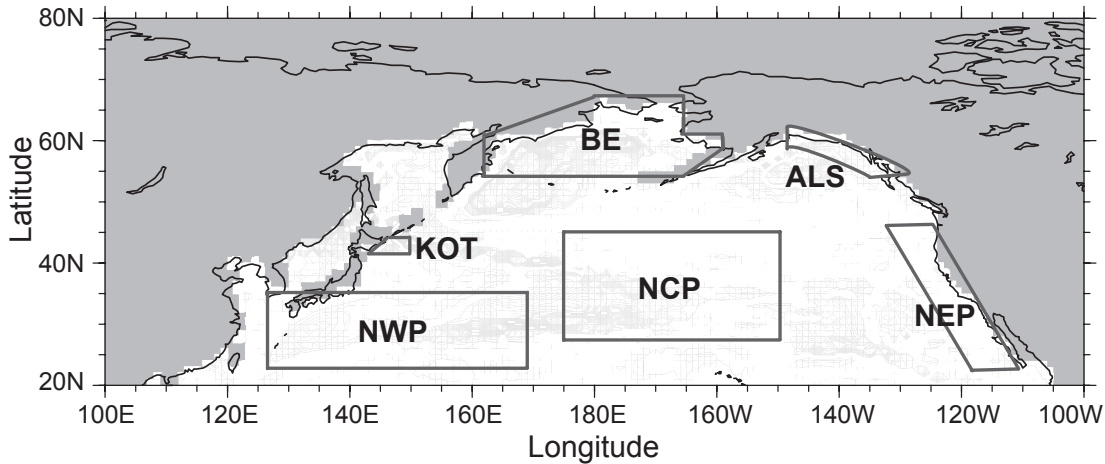 80N
60N
40N
20N
Latitude
BE
ALS
KOT
NCP
NWP
NEP
100E 120E 140E 160E 180E 160W 140W 120W 100W
Longitude